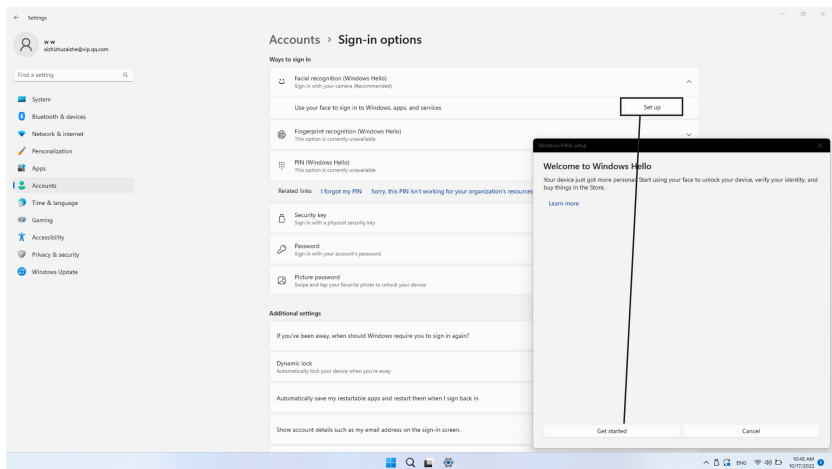 Settings
w w
aizhizhuzaizhe@vip.qq.com
Find a setting
System
Bluetooth & devices
Network & internet
Personalization
Apps
Accounts
Time & language
Gaming
Accessibility
Privacy & security
Windows Update
Accounts > Sign-in options
Ways to sign in
Facial recognition (Windows Hello)
Sign in with your camera (Recommended)
Use your face to sign in to Windows, apps, and services
Set up
Fingerprint recognition (Windows Hello)
This option is currently unavailable
PIN (Windows Hello)
This option is currently unavailable
Related links I forgot my PIN Sorry, this PIN isn't working for your organization's resources
Security key
Sign in with a physical security key
Password
Sign in with your account's password
Picture password
Swipe and tap your favorite photo to unlock your device
Additional settings
If you've been away, when should Windows require you to sign in again?
Dynamic lock
Automatically lock your device when you're away
Automatically save my restartable apps and restart them when I sign back in
Show account details such as my email address on the sign-in screen.
Windows Hello setup
Welcome to Windows Hello
Your device just got more personal. Start using your face to unlock your device, verify your identity, and
buy things in the Store.
Learn more
Get started
Cancel
ENG
10:45 AM
10/17/2022